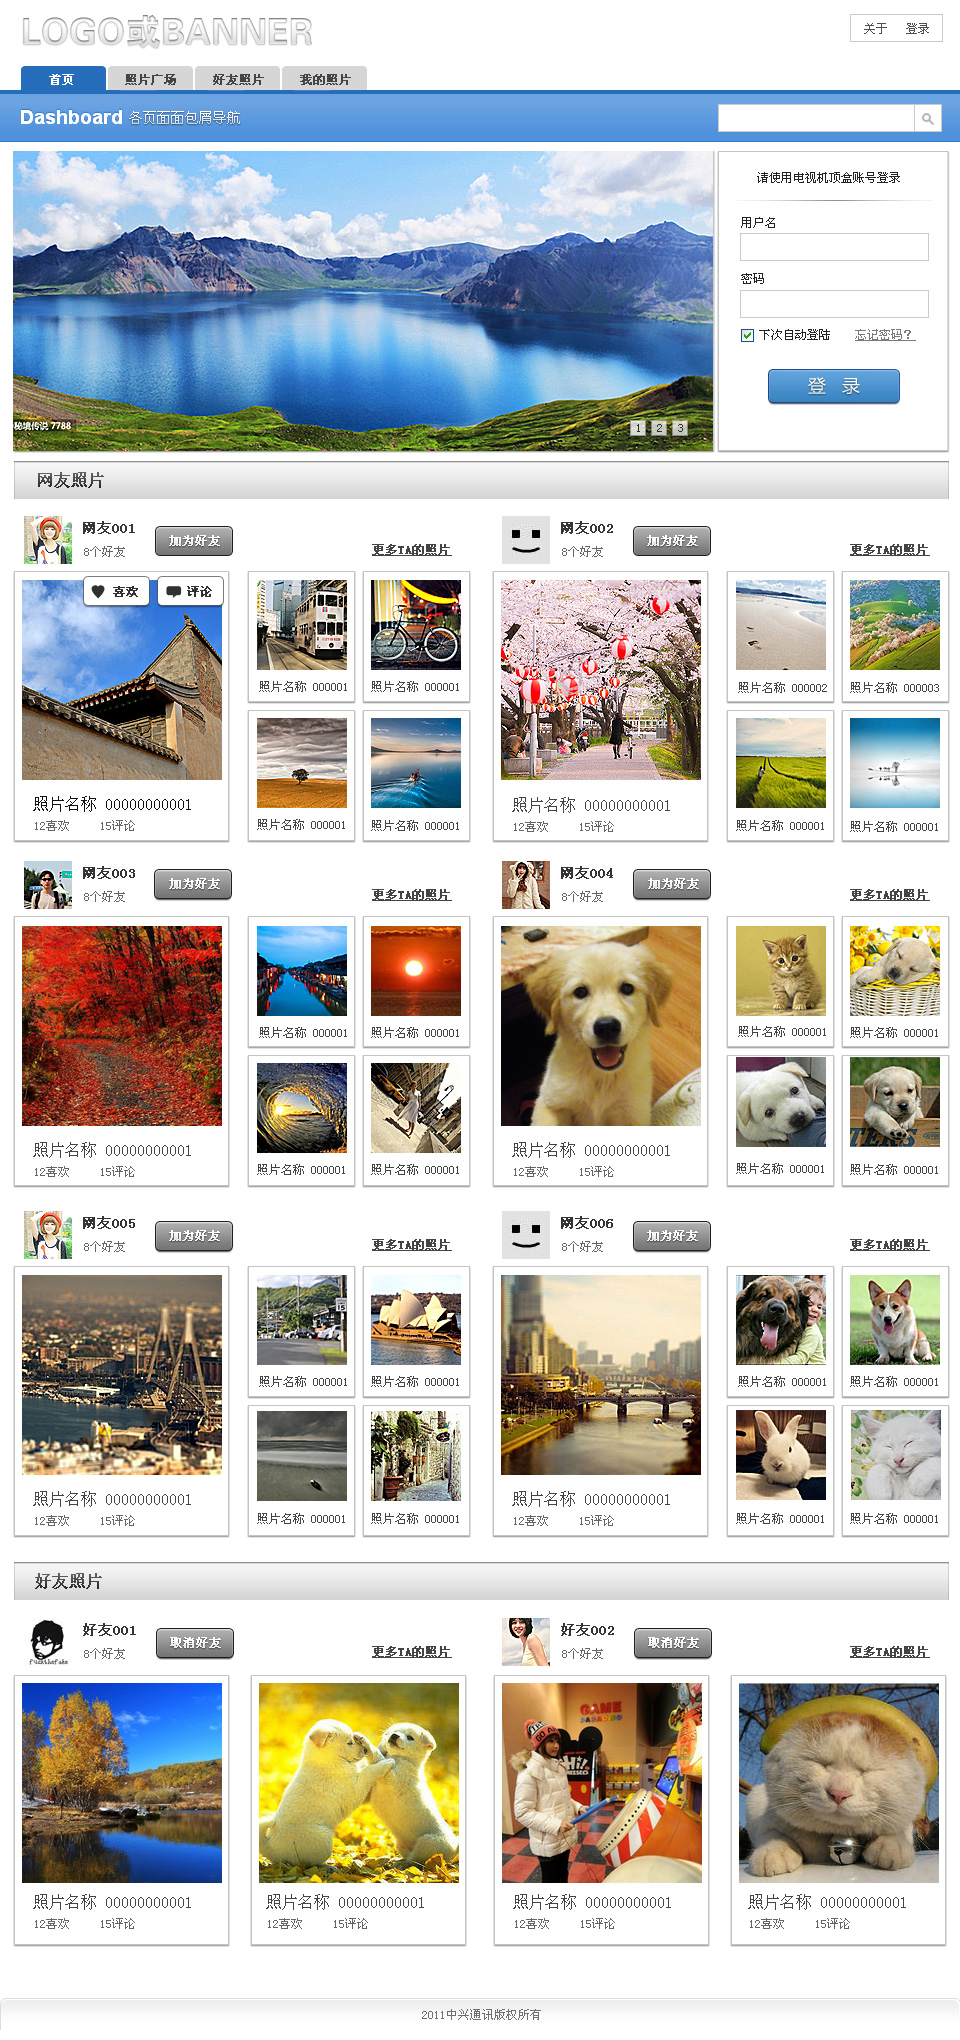 LOGO或BANNER
关于 登录
首页 照片广场 好友照片 我的照片
Dashboard 各页面面包屑导航
请使用电视机顶盒账号登录
用户名
密码
下次自动登陆 忘记密码?
登 录
秘境传说 7788
1 2 3
网友照片
网友001
8个好友
加为好友
更多TA的照片
喜欢 评论
照片名称 00000000001
12喜欢 15评论
照片名称 000001
照片名称 000001
照片名称 000001
照片名称 000001
网友002
8个好友
加为好友
更多TA的照片
照片名称 00000000001
12喜欢 15评论
照片名称 000002
照片名称 000003
照片名称 000001
照片名称 000001
网友003
8个好友
加为好友
更多TA的照片
照片名称 00000000001
12喜欢 15评论
照片名称 000001
照片名称 000001
照片名称 000001
照片名称 000001
网友004
8个好友
加为好友
更多TA的照片
照片名称 00000000001
12喜欢 15评论
照片名称 000001
照片名称 000001
照片名称 000001
照片名称 000001
网友005
8个好友
加为好友
更多TA的照片
照片名称 00000000001
12喜欢 15评论
照片名称 000001
照片名称 000001
照片名称 000001
照片名称 000001
网友006
8个好友
加为好友
更多TA的照片
照片名称 00000000001
12喜欢 15评论
照片名称 000001
照片名称 000001
照片名称 000001
照片名称 000001
好友照片
好友001
8个好友
取消好友
更多TA的照片
照片名称 00000000001
12喜欢 15评论
照片名称 00000000001
12喜欢 15评论
好友002
8个好友
取消好友
更多TA的照片
GAME
Hi!
照片名称 00000000001
12喜欢 15评论
照片名称 00000000001
12喜欢 15评论
2011中兴通讯版权所有